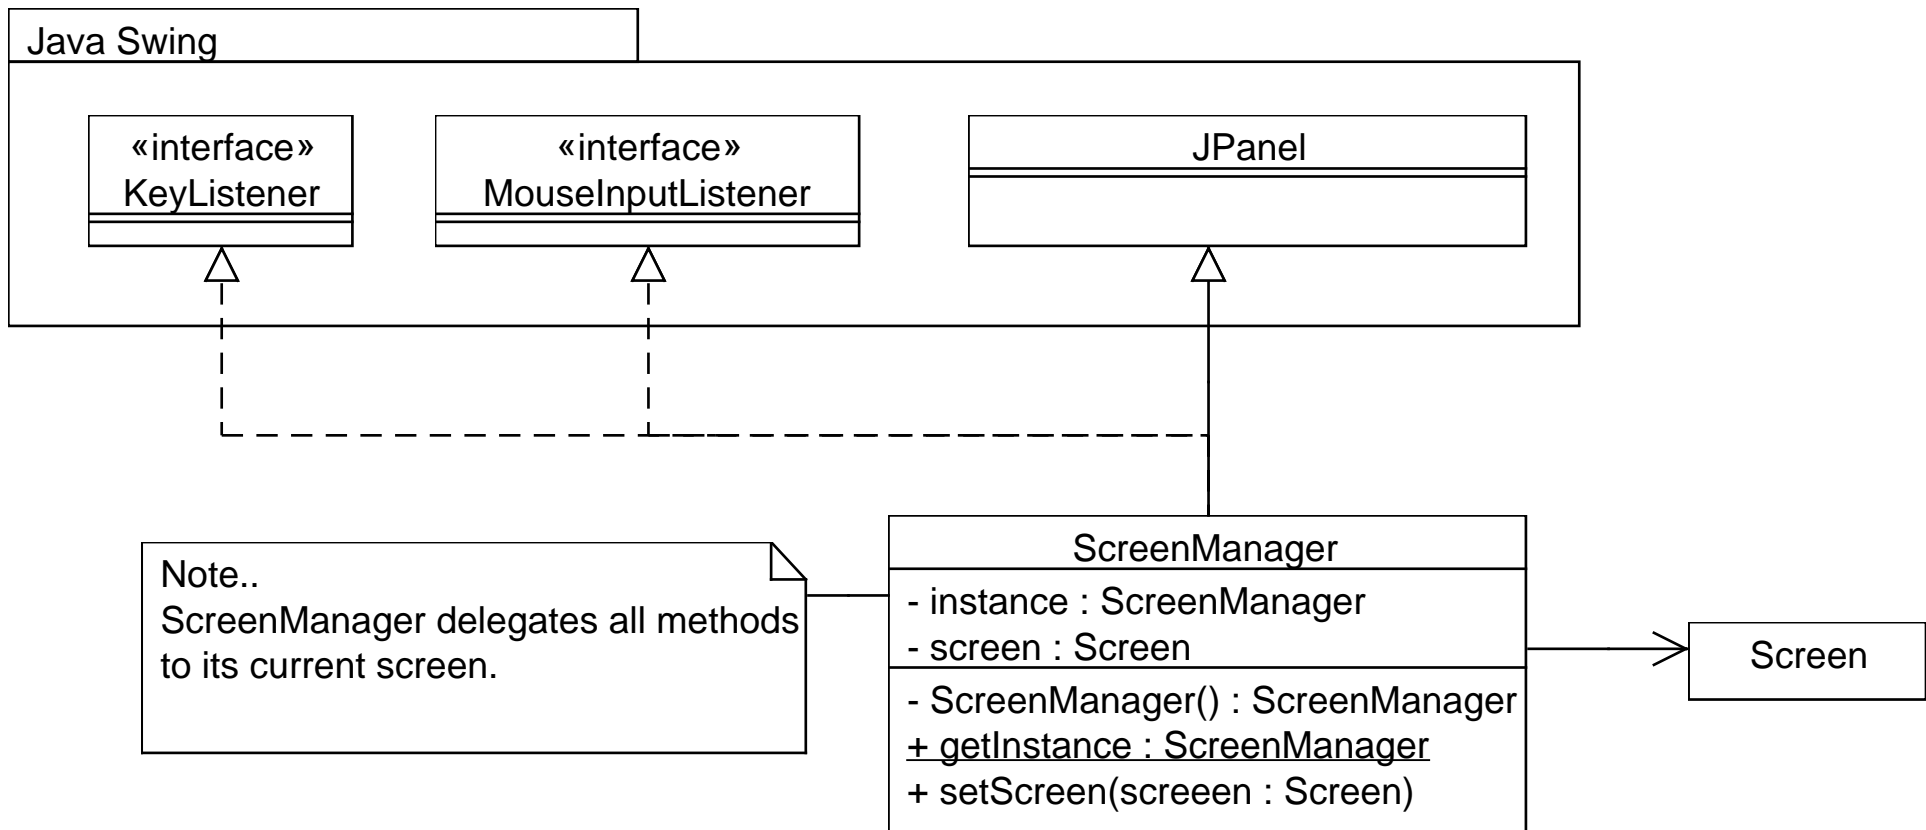 Java Swing
«interface»
KeyListener
«interface»
MouseInputListener
JPanel
Note..
ScreenManager delegates all methods
to its current screen.
ScreenManager
- instance : ScreenManager
- screen : Screen
- ScreenManager() : ScreenManager
+ getInstance : ScreenManager
+ setScreen(screeen : Screen)
Screen